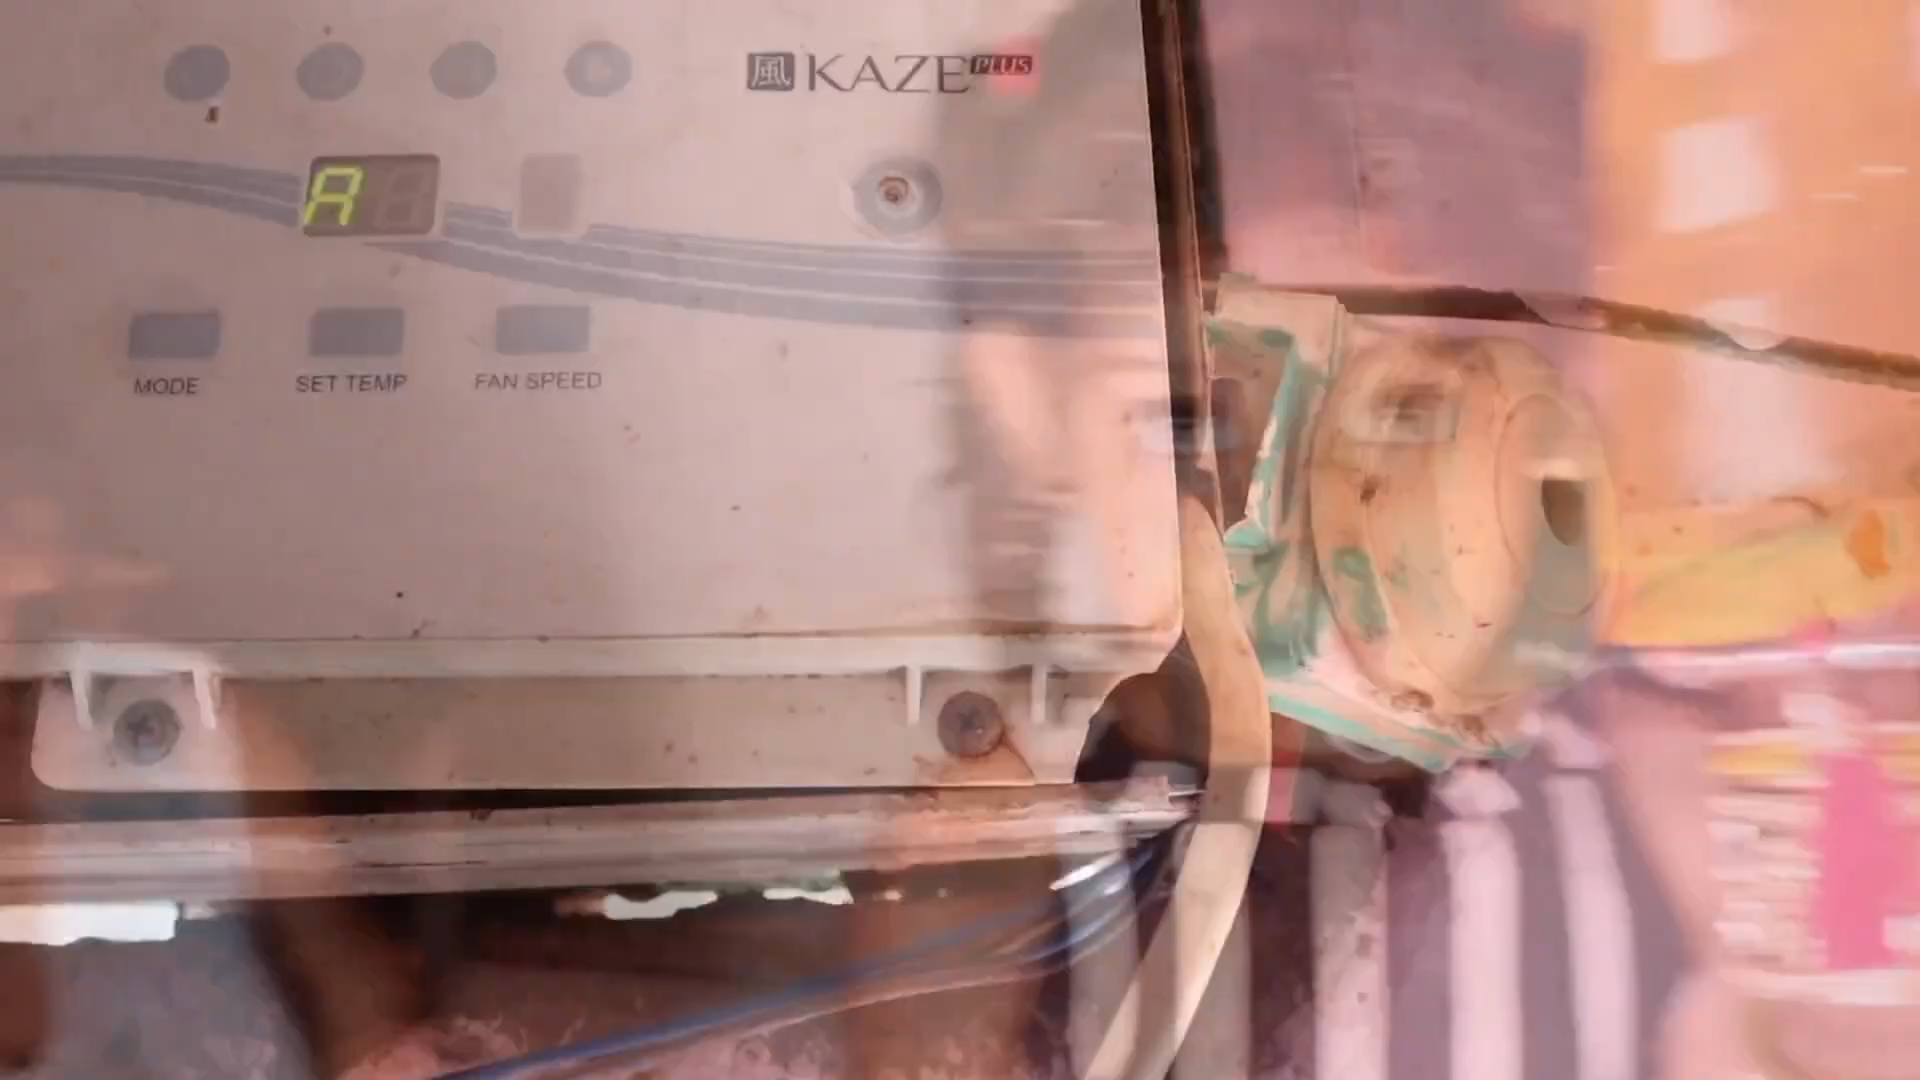 風 KAZE PLUS
A
MODE SET TEMP FAN SPEED